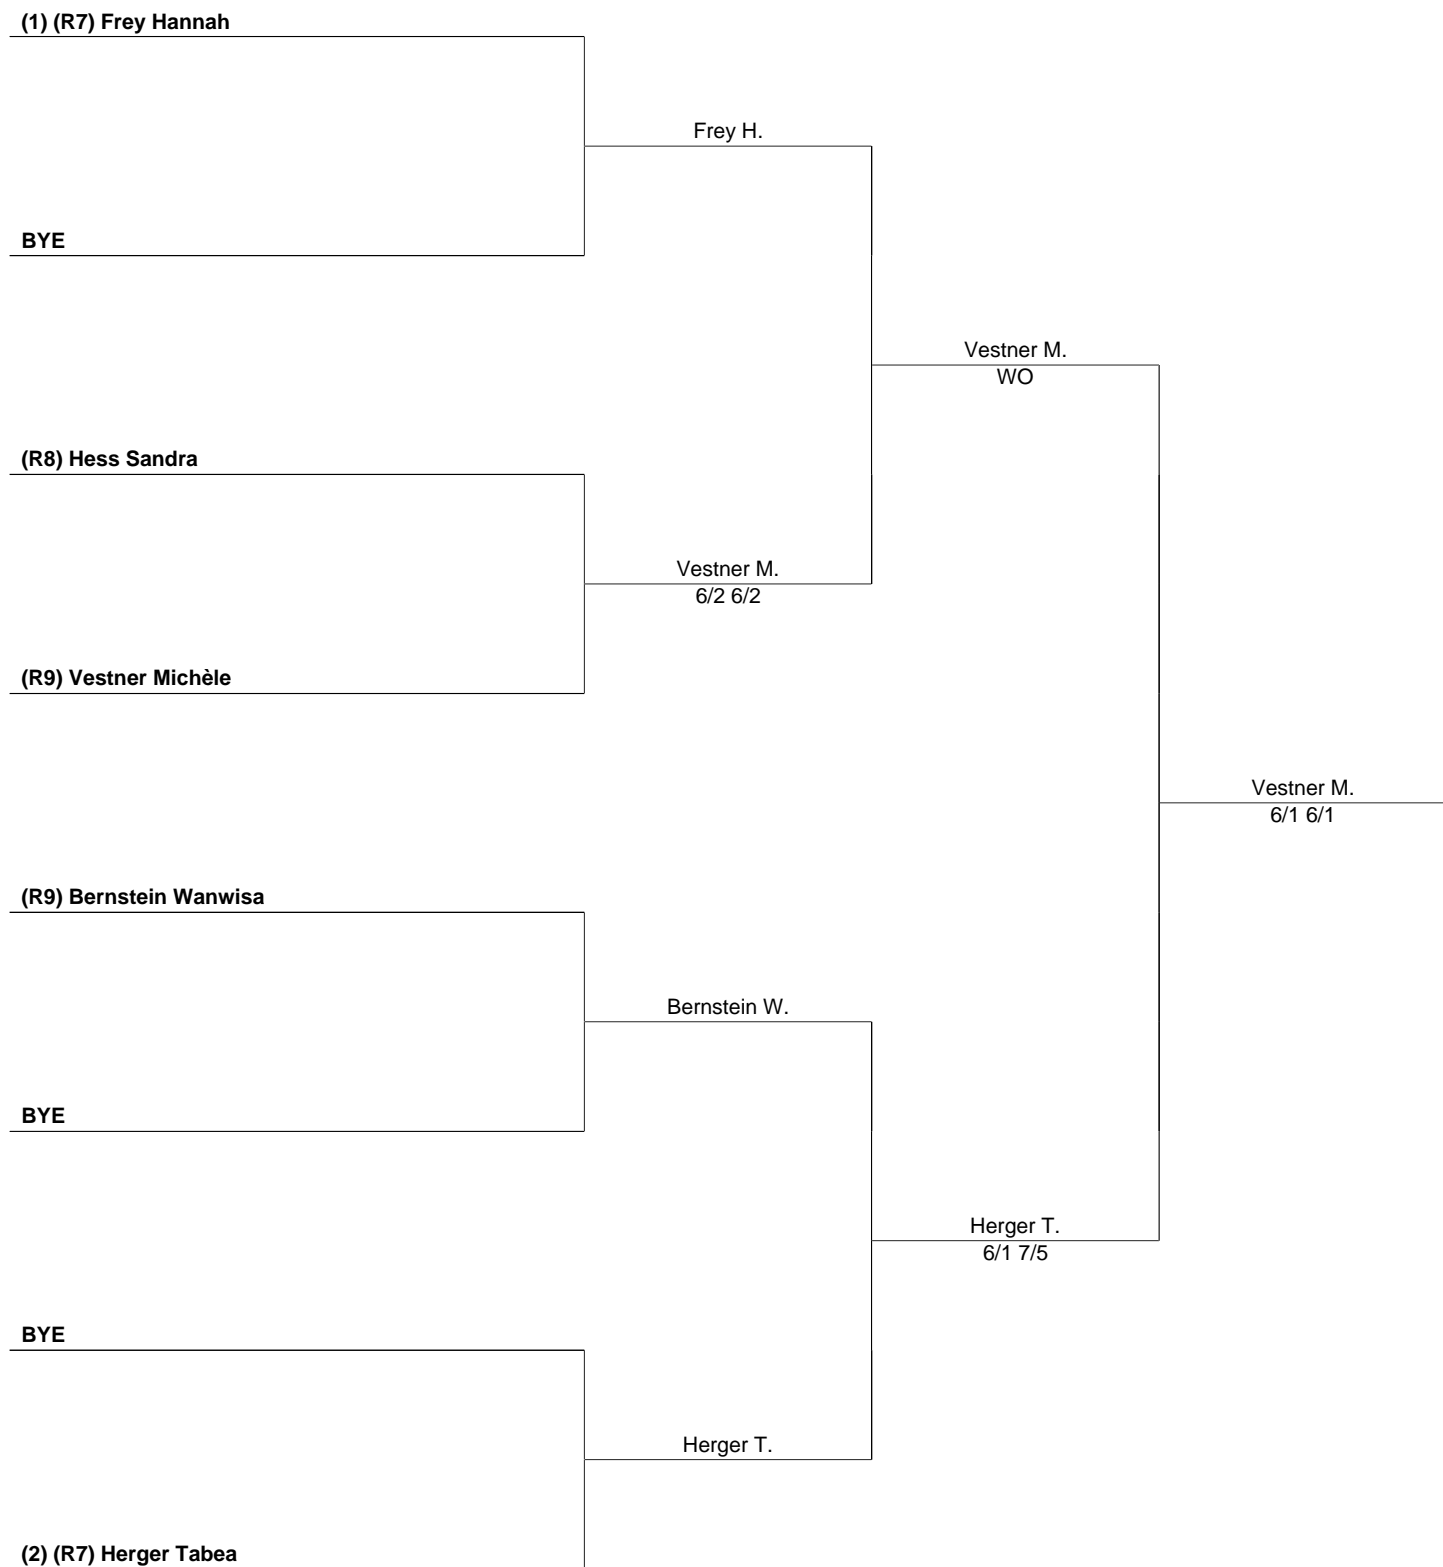 (1) (R7) Frey Hannah
Frey H.
BYE
Vestner M.
WO
(R8) Hess Sandra
Vestner M.
6/2 6/2
(R9) Vestner Michèle
Vestner M.
6/1 6/1
(R9) Bernstein Wanwisa
Bernstein W.
BYE
Herger T.
6/1 7/5
BYE
Herger T.
(2) (R7) Herger Tabea